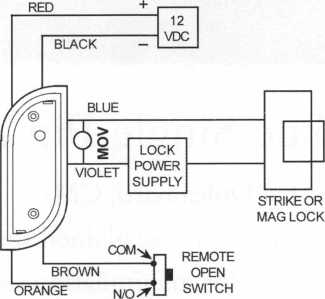 RED
+
12
VDC
BLACK
−
BLUE
MOV
LOCK
POWER
SUPPLY
VIOLET
STRIKE OR
MAG LOCK
COM
REMOTE
OPEN
SWITCH
BROWN
ORANGE
N/O